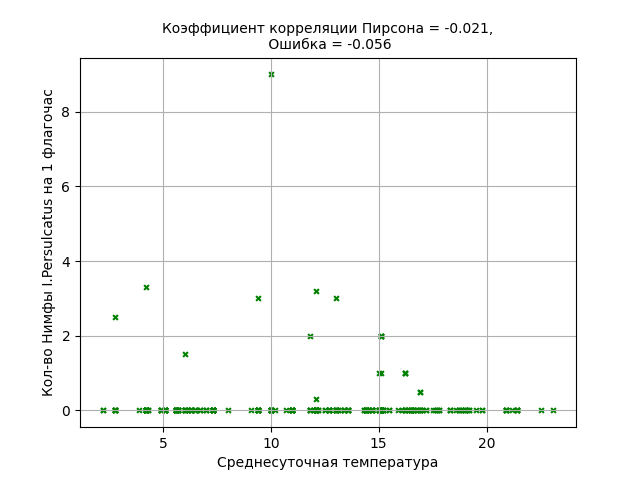 Коэффициент корреляции Пирсона = -0.021,
Ошибка = -0.056
Кол-во Нимфы I.Persulcatus на 1 флагочас
8
6
4
2
0
5 10 15 20
Среднесуточная температура